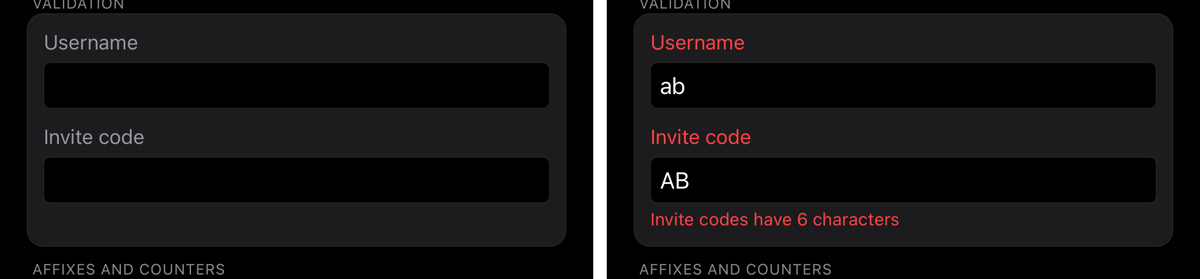 VALIDATION
Username
Invite code
AFFIXES AND COUNTERS
VALIDATION
Username
ab
Invite code
AB
Invite codes have 6 characters
AFFIXES AND COUNTERS